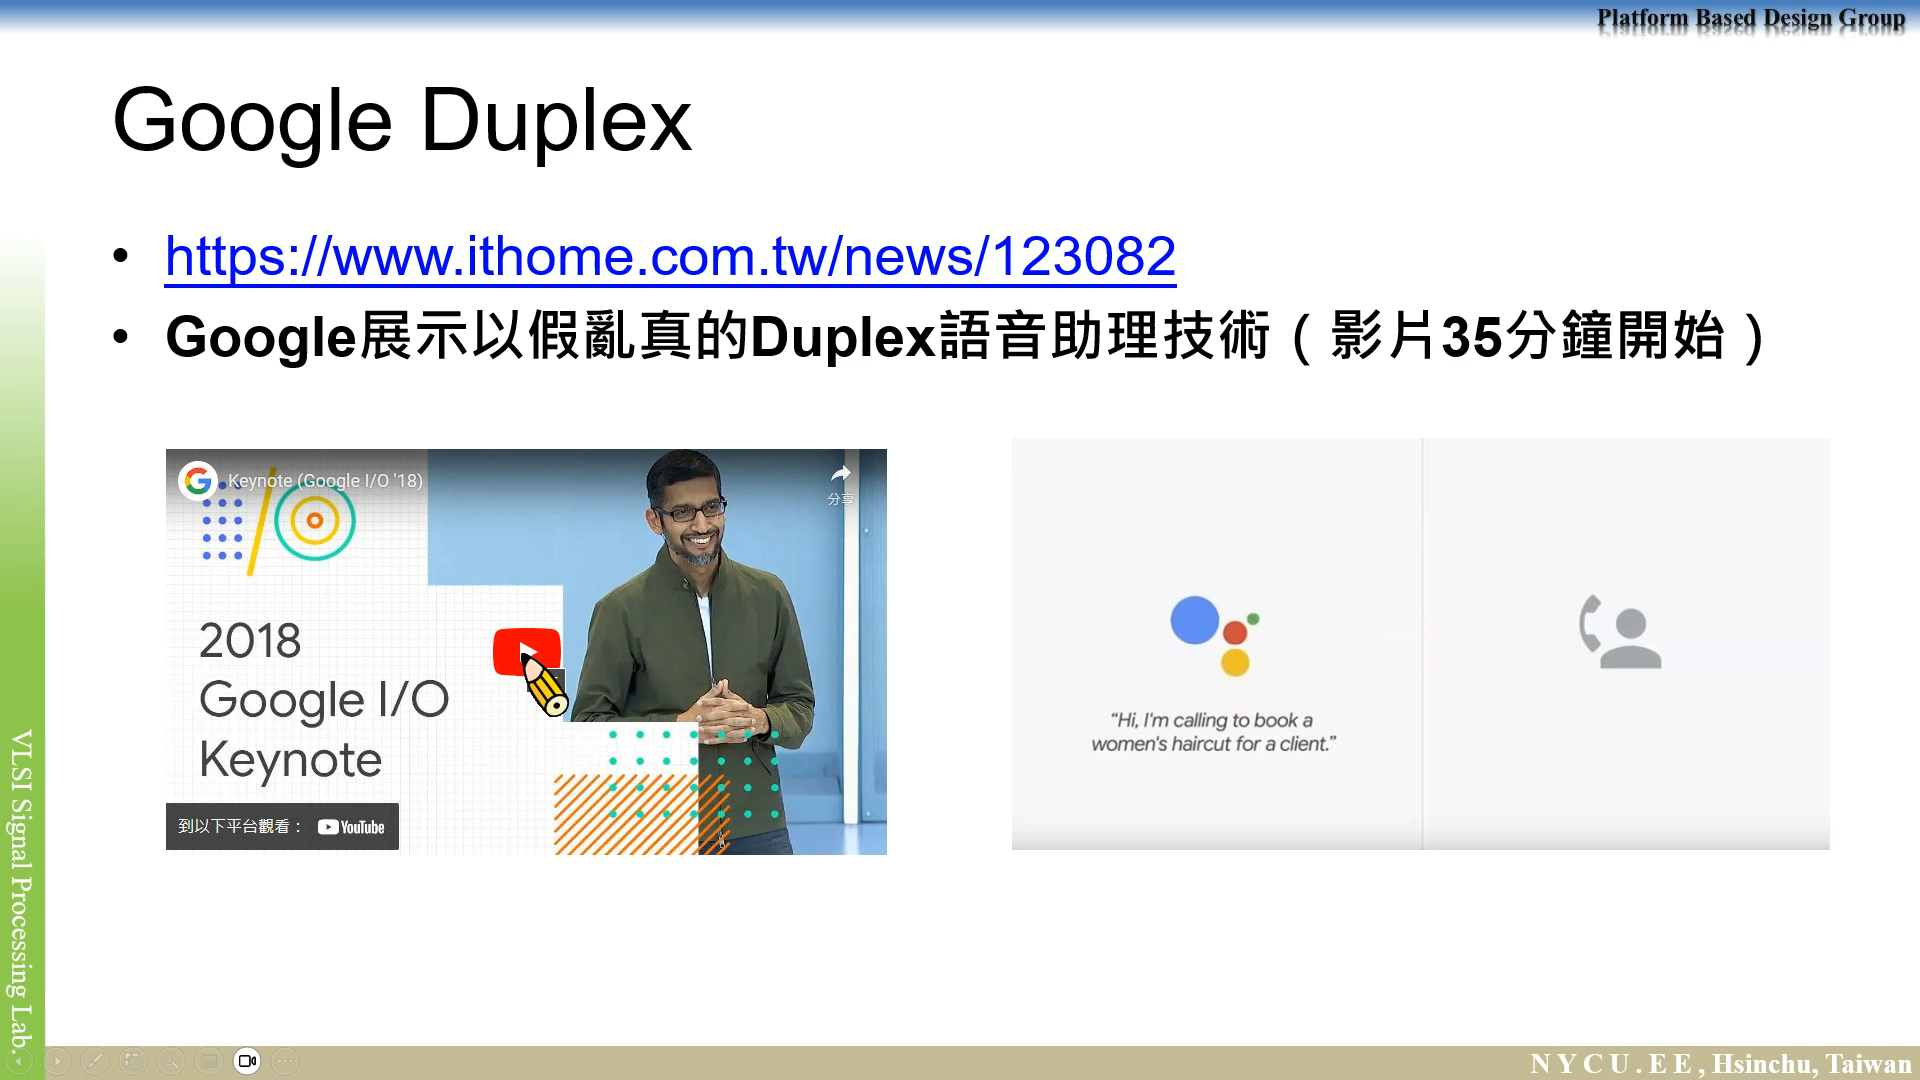 Platform Based Design Group
Google Duplex
• https://www.ithome.com.tw/news/123082
• Google展示以假亂真的Duplex語音助理技術（影片35分鐘開始）
Keynote (Google I/O '18)
分享
2018
Google I/O
Keynote
到以下平台觀看： YouTube
“Hi, I'm calling to book a
women's haircut for a client.”
VLSI Signal Processing Lab.
NYCU.EE, Hsinchu, Taiwan